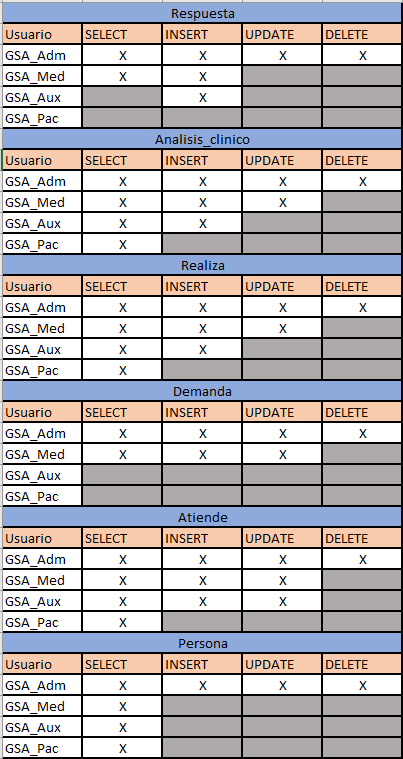 Respuesta
Usuario SELECT INSERT UPDATE DELETE
GSA_Adm X X X X
GSA_Med X X
GSA_Aux X
GSA_Pac
Analisis_clinico
Usuario SELECT INSERT UPDATE DELETE
GSA_Adm X X X X
GSA_Med X X X
GSA_Aux X X
GSA_Pac X
Realiza
Usuario SELECT INSERT UPDATE DELETE
GSA_Adm X X X X
GSA_Med X X X
GSA_Aux X X
GSA_Pac X
Demanda
Usuario SELECT INSERT UPDATE DELETE
GSA_Adm X X X X
GSA_Med X X X
GSA_Aux
GSA_Pac
Atiende
Usuario SELECT INSERT UPDATE DELETE
GSA_Adm X X X X
GSA_Med X X X
GSA_Aux X X X
GSA_Pac X
Persona
Usuario SELECT INSERT UPDATE DELETE
GSA_Adm X X X X
GSA_Med X
GSA_Aux X
GSA_Pac X